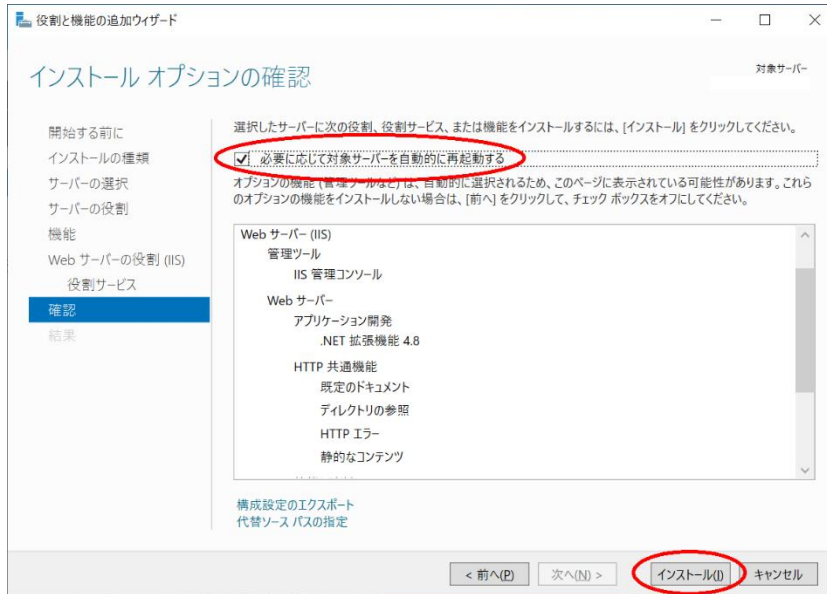 役割と機能の追加ウィザード
インストール オプションの確認
対象サーバー
開始する前に
インストールの種類
サーバーの選択
サーバーの役割
機能
Web サーバーの役割 (IIS)
役割サービス
確認
結果
選択したサーバーに次の役割、役割サービス、または機能をインストールするには、[インストール] をクリックしてください。
必要に応じて対象サーバーを自動的に再起動する
オプションの機能 (管理ツールなど) は、自動的に選択されるため、このページに表示されている可能性があります。これら
のオプションの機能をインストールしない場合は、[前へ] をクリックして、チェック ボックスをオフにしてください。
Web サーバー (IIS)
管理ツール
IIS 管理コンソール
Web サーバー
アプリケーション開発
.NET 拡張機能 4.8
HTTP 共通機能
既定のドキュメント
ディレクトリの参照
HTTP エラー
静的なコンテンツ
構成設定のエクスポート
代替ソース パスの指定
< 前へ(P)
次へ(N) >
インストール(I)
キャンセル